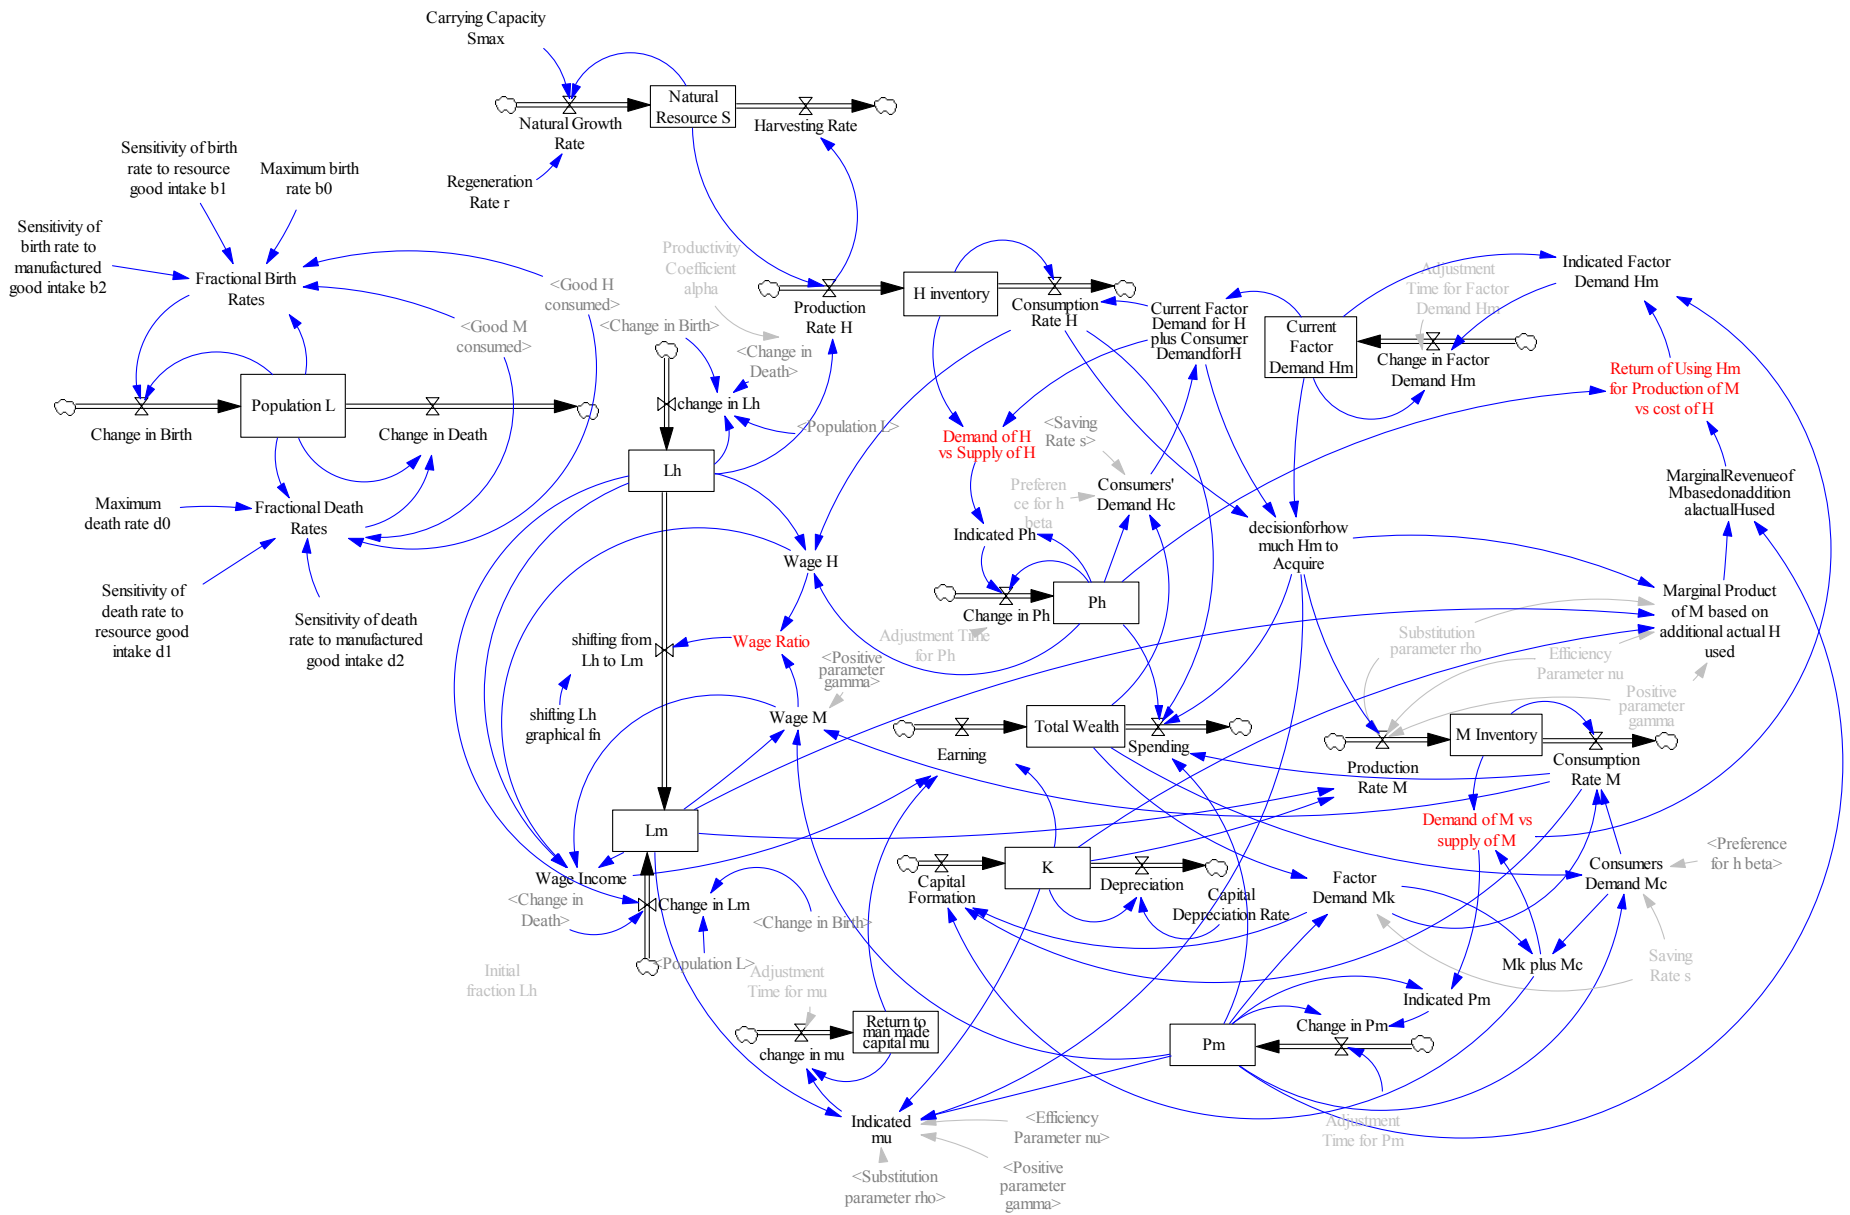 Carrying Capacity
Smax
Natural
Resource S
Natural Growth
Rate
Harvesting Rate
Regeneration
Rate r
Sensitivity of birth
rate to resource
good intake b1
Maximum birth
rate b0
Sensitivity of
birth rate to
manufactured
good intake b2
Fractional Birth
Rates
<Good H
consumed>
<Good M
consumed>
Population L
Change in Birth
Change in Death
Maximum
death rate d0
Fractional Death
Rates
Sensitivity of
death rate to
resource good
intake d1
Sensitivity of death
rate to manufactured
good intake d2
Productivity
Coefficient
alpha
<Change in Birth>
<Change in
Death>
change in Lh
<Population L>
Lh
Production
Rate H
H inventory
Consumption
Rate H
Current Factor
Demand for H
plus Consumer
DemandforH
Current
Factor
Demand Hm
Adjustment
Time for Factor
Demand Hm
Change in Factor
Demand Hm
Indicated Factor
Demand Hm
Return of Using Hm
for Production of M
vs cost of H
Demand of H
vs Supply of H
<Saving
Rate s>
Preferen
ce for h
beta
Consumers'
Demand Hc
Indicated Ph
MarginalRevenueof
Mbasedonaddition
alactualHused
decisionforhow
much Hm to
Acquire
Wage H
Change in Ph
Ph
Adjustment Time
for Ph
Marginal Product
of M based on
additional actual H
used
Substitution
parameter rho
Efficiency
Parameter nu
Positive
parameter
gamma
shifting from
Lh to Lm
Wage Ratio
<Positive
parameter
gamma>
shifting Lh
graphical fn
Wage M
Earning
Total Wealth
Spending
M Inventory
Production
Rate M
Consumption
Rate M
Lm
Demand of M vs
supply of M
<Preference
for h beta>
Consumers
Demand Mc
Wage Income
<Change in
Death>
Change in Lm
<Change in Birth>
<Population L>
Capital
Formation
K
Depreciation
Capital
Depreciation Rate
Factor
Demand Mk
Mk plus Mc
Saving
Rate s
Initial
fraction Lh
Adjustment
Time for mu
Return to
man made
capital mu
change in mu
Indicated Pm
Change in Pm
Pm
Adjustment
Time for Pm
Indicated
mu
<Efficiency
Parameter nu>
<Substitution
parameter rho>
<Positive
parameter
gamma>